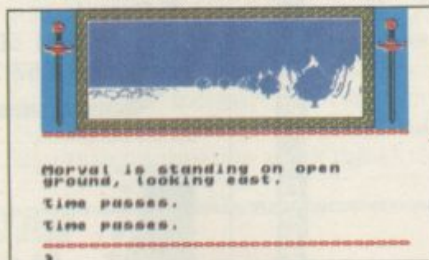 Morval is standing on open
ground, looking east.
time passes.
time passes.